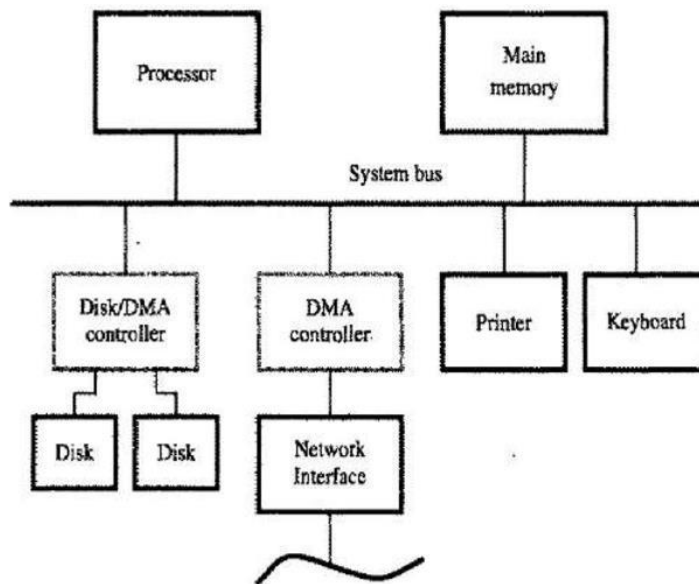 Processor
Main
memory
System bus
Disk/DMA
controller
DMA
controller
Printer
Keyboard
Disk
Disk
Network
Interface